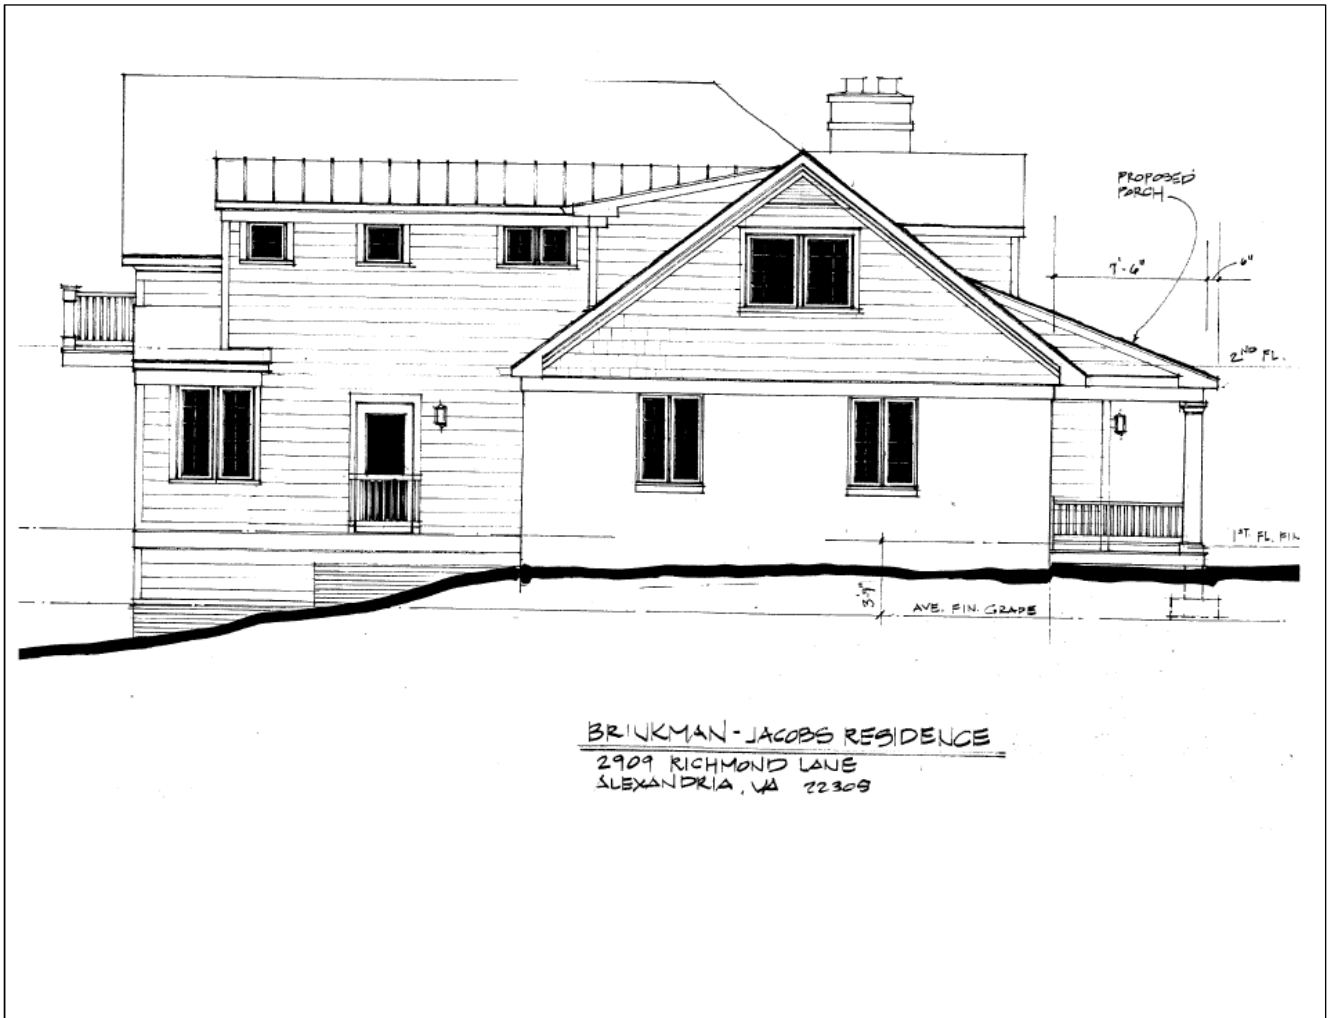 PROPOSED
PORCH
7'-6"
6"
2ND FL.
1ST. FL. FIN
3'-9"
AVE. FIN. GRADE
BRINKMAN-JACOBS RESIDENCE
2909 RICHMOND LANE
ALEXANDRIA, VA 22305